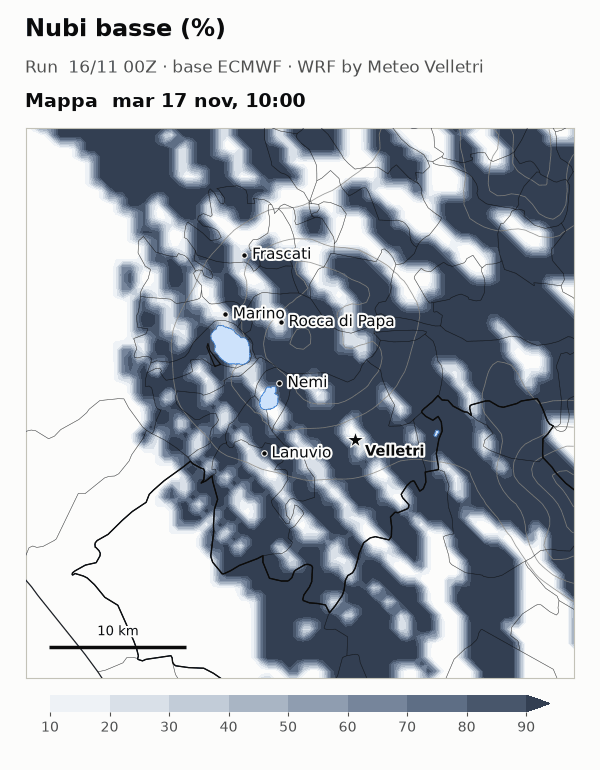 Nubi basse (%)
Run  16/11 00Z · base ECMWF · WRF by Meteo Velletri
Mappa  mar 17 nov, 10:00
Frascati
Marino
Rocca di Papa
Nemi
Lanuvio
Velletri
10 km
10 20 30 40 50 60 70 80 90